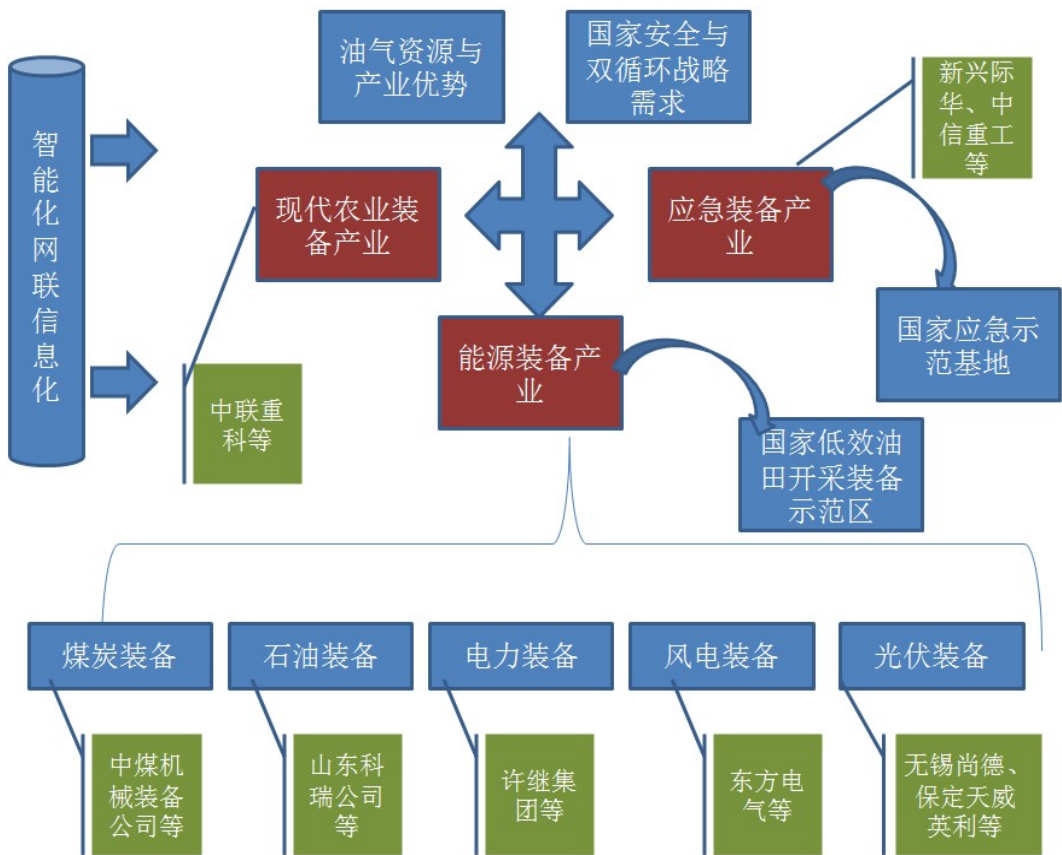 智能化网联信息化
油气资源与
产业优势
国家安全与
双循环战略
需求
新兴际
华、中
信重工
等
现代农业装
备产业
应急装备产
业
国家应急示
范基地
能源装备产
业
中联重
科等
国家低效油
田开采装备
示范区
煤炭装备
石油装备
电力装备
风电装备
光伏装备
中煤机
械装备
公司等
山东科
瑞公司
等
许继集
团等
东方电
气等
无锡尚德、
保定天威
英利等